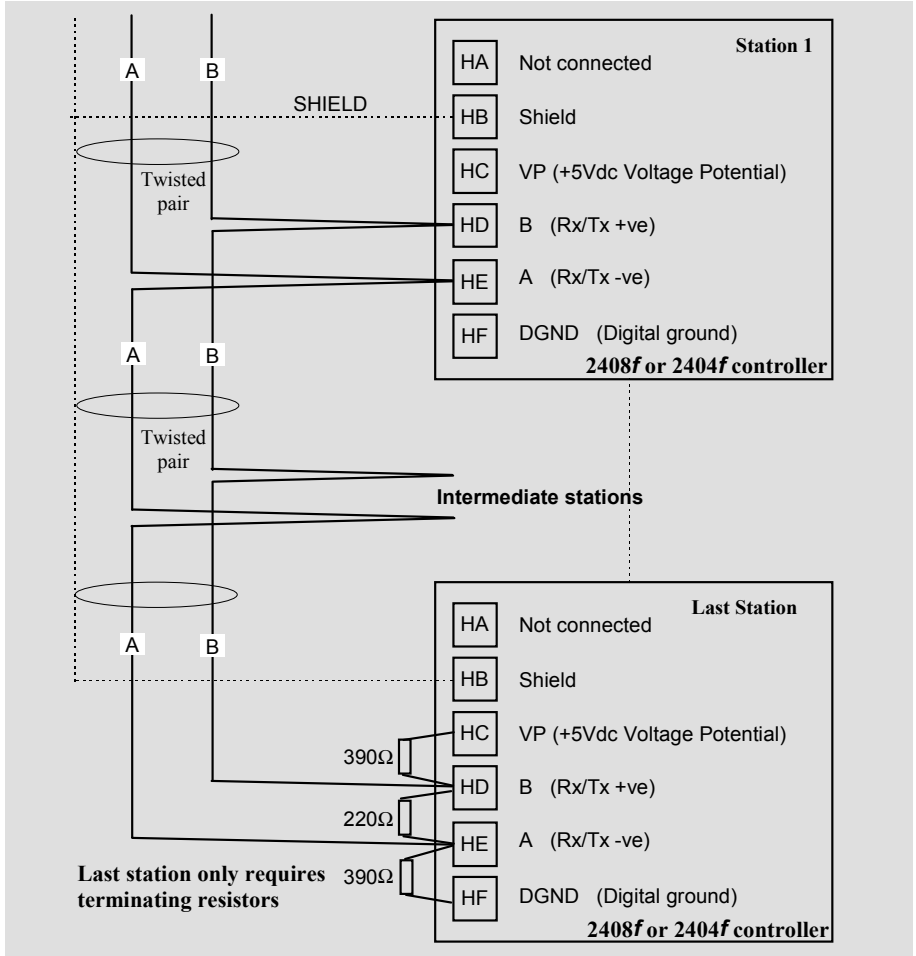 Station 1
A B
HA Not connected
SHIELD
HB Shield
Twisted
pair
HC VP (+5Vdc Voltage Potential)
HD B (Rx/Tx +ve)
HE A (Rx/Tx -ve)
HF DGND (Digital ground)
2408f or 2404f controller
A B
Twisted
pair
Intermediate stations
Last Station
A B
HA Not connected
HB Shield
HC VP (+5Vdc Voltage Potential)
390Ω
HD B (Rx/Tx +ve)
220Ω
HE A (Rx/Tx -ve)
390Ω
HF DGND (Digital ground)
Last station only requires
terminating resistors
2408f or 2404f controller